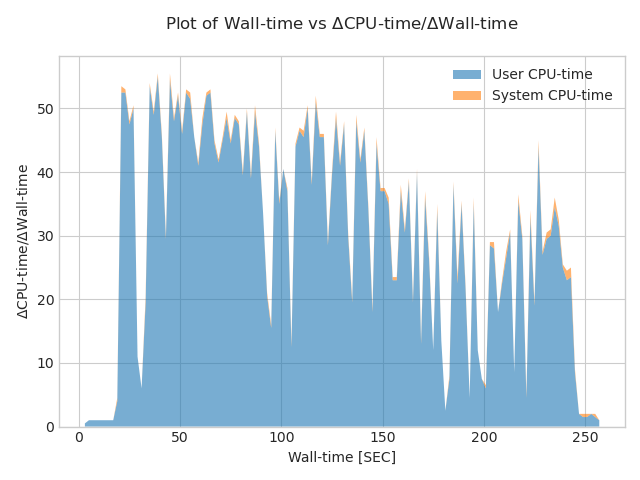 Plot of Wall-time vs ΔCPU-time/ΔWall-time
User CPU-time
System CPU-time
ΔCPU-time/ΔWall-time
50
40
30
20
10
0
0 50 100 150 200 250
Wall-time [SEC]